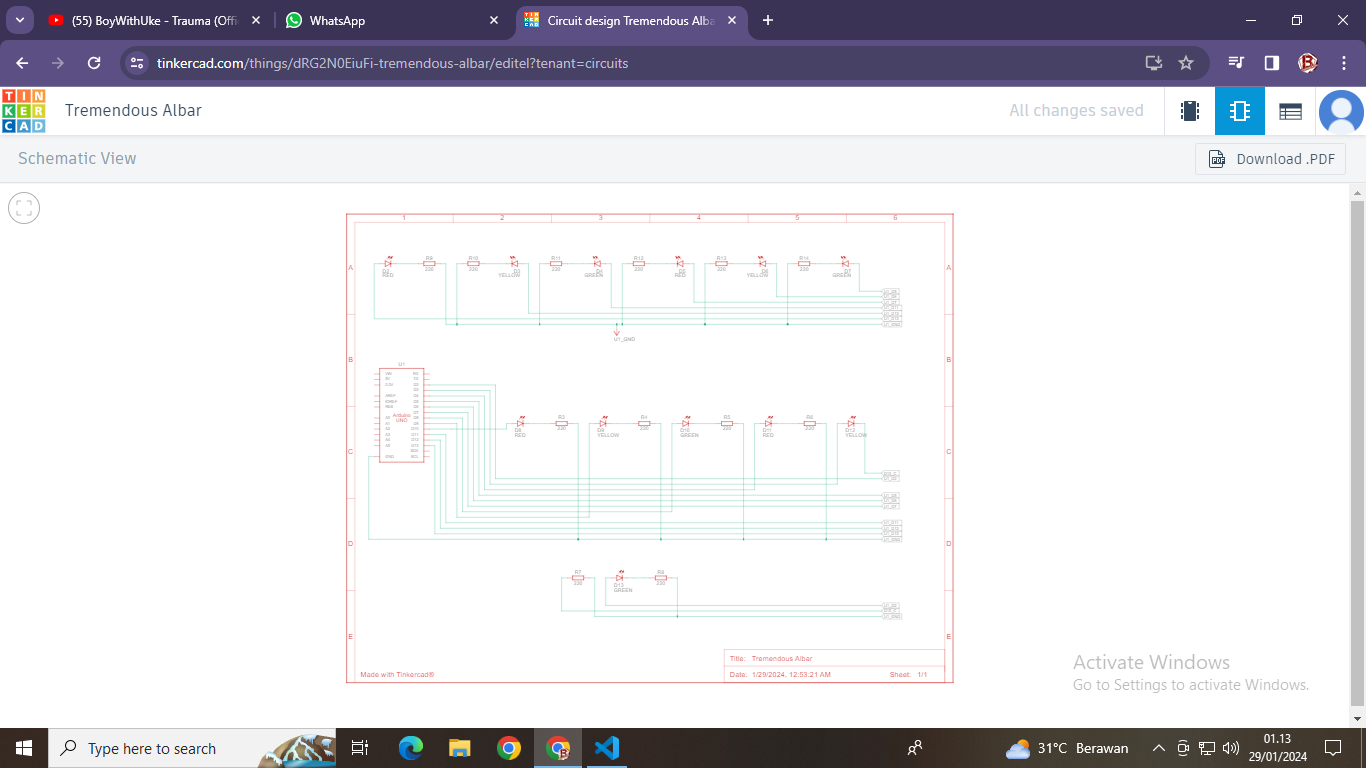 (55) BoyWithUke - Trauma (Offi
WhatsApp
Circuit design Tremendous Alba
tinkercad.com/things/dRG2N0EiuFi-tremendous-albar/editel?tenant=circuits
TIN
KER
CAD
Tremendous Albar
All changes saved
Schematic View
Download .PDF
1 2 3 4 5 6
A A
D2 RED
R9 220
R10 220
D3 YELLOW
R11 220
D4 GREEN
R12 220
D5 RED
R13 220
D6 YELLOW
R14 220
D7 GREEN
U1_GND
B B
U1
Arduino
UNO
D8 RED
R3 220
D9 YELLOW
R4 220
D10 GREEN
R5 220
D11 RED
R6 220
D12 YELLOW
C C
D D
R7 220
D13 GREEN
R8 220
E E
Title: Tremendous Albar
Made with Tinkercad®
Date: 1/29/2024, 12:53:21 AM
Sheet: 1/1
Activate Windows
Go to Settings to activate Windows.
Type here to search
31°C Berawan
01.13
29/01/2024